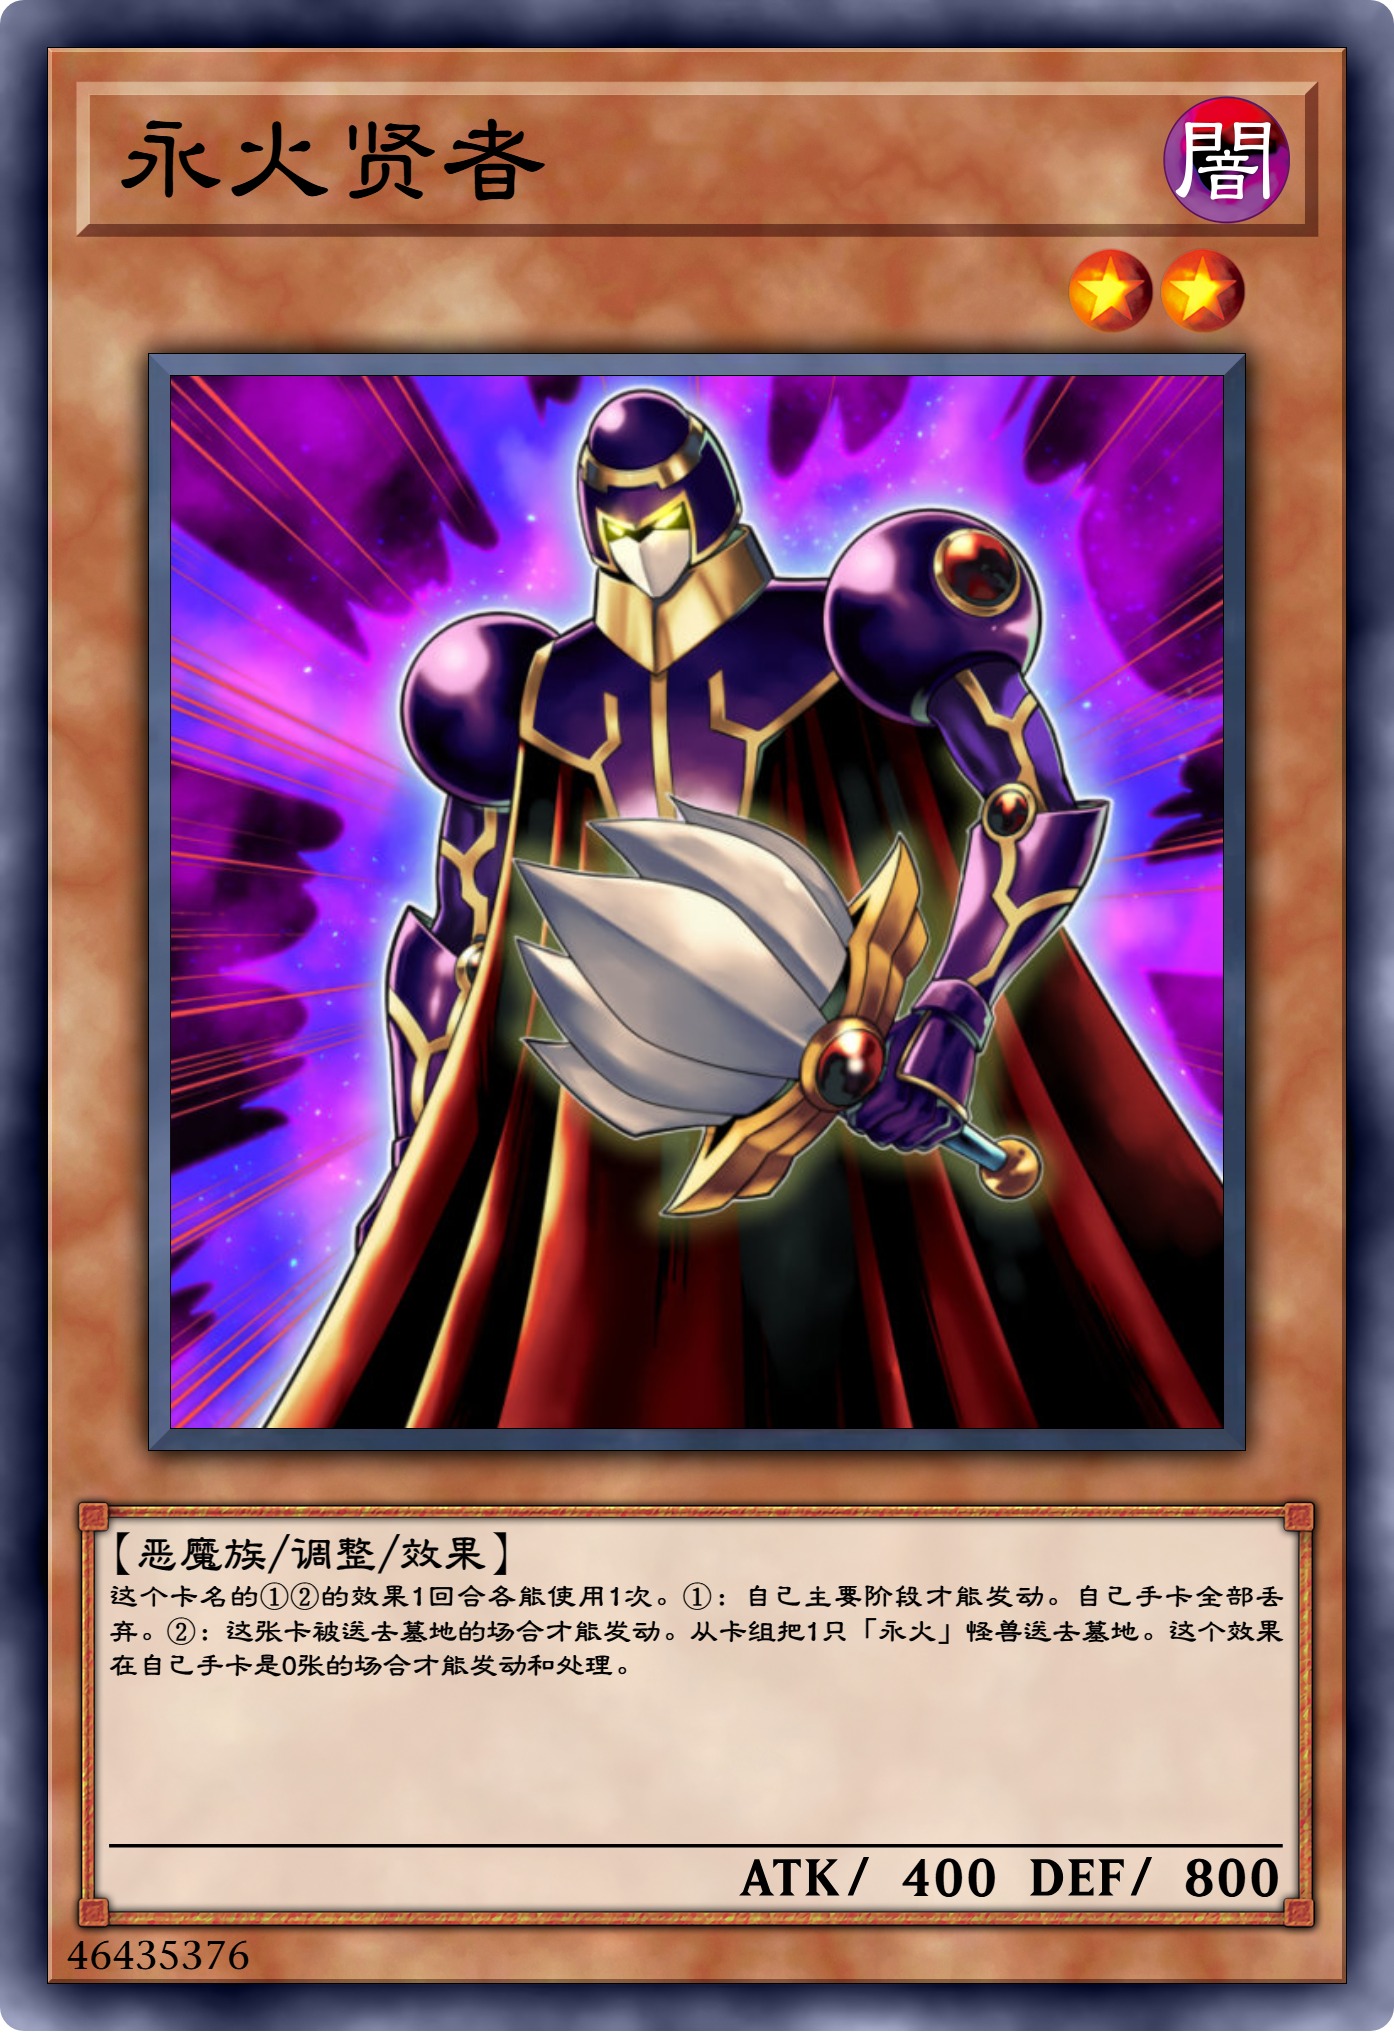 永火贤者
闇
【恶魔族/调整/效果】
这个卡名的①②的效果1回合各能使用1次。①：自己主要阶段才能发动。自己手卡全部丢
弃。②：这张卡被送去墓地的场合才能发动。从卡组把1只「永火」怪兽送去墓地。这个效果
在自己手卡是0张的场合才能发动和处理。
ATK/ 400 DEF/ 800
46435376